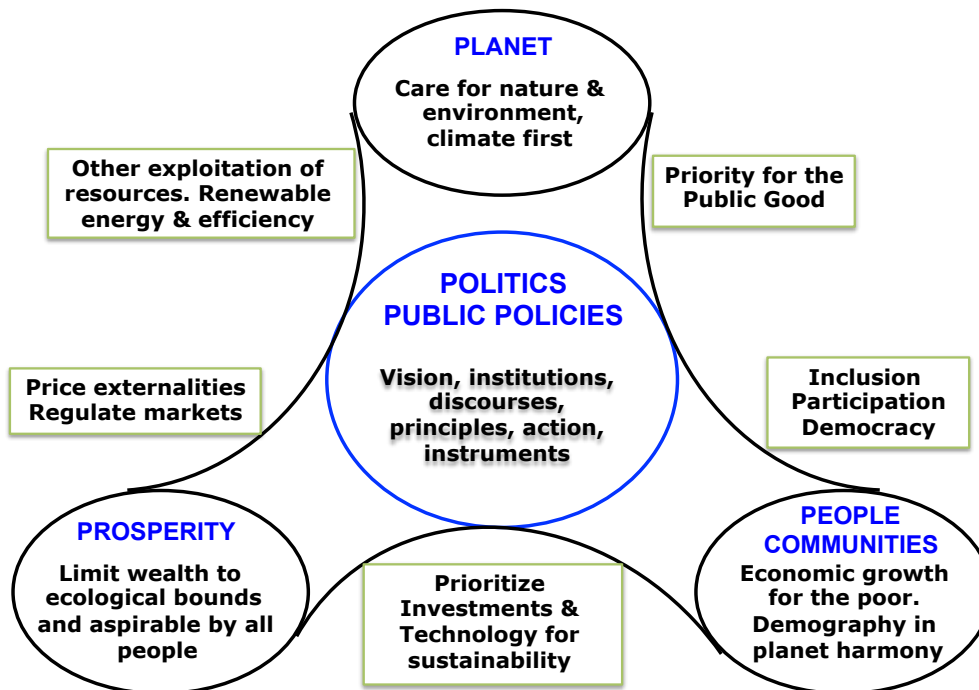 PLANET
Care for nature &
environment,
climate first
Other exploitation of
resources. Renewable
energy & efficiency
Priority for the
Public Good
POLITICS
PUBLIC POLICIES
Vision, institutions,
discourses,
principles, action,
instruments
Price externalities
Regulate markets
Inclusion
Participation
Democracy
PROSPERITY
Limit wealth to
ecological bounds
and aspirable by all
people
Prioritize
Investments &
Technology for
sustainability
PEOPLE
COMMUNITIES
Economic growth
for the poor.
Demography in
planet harmony